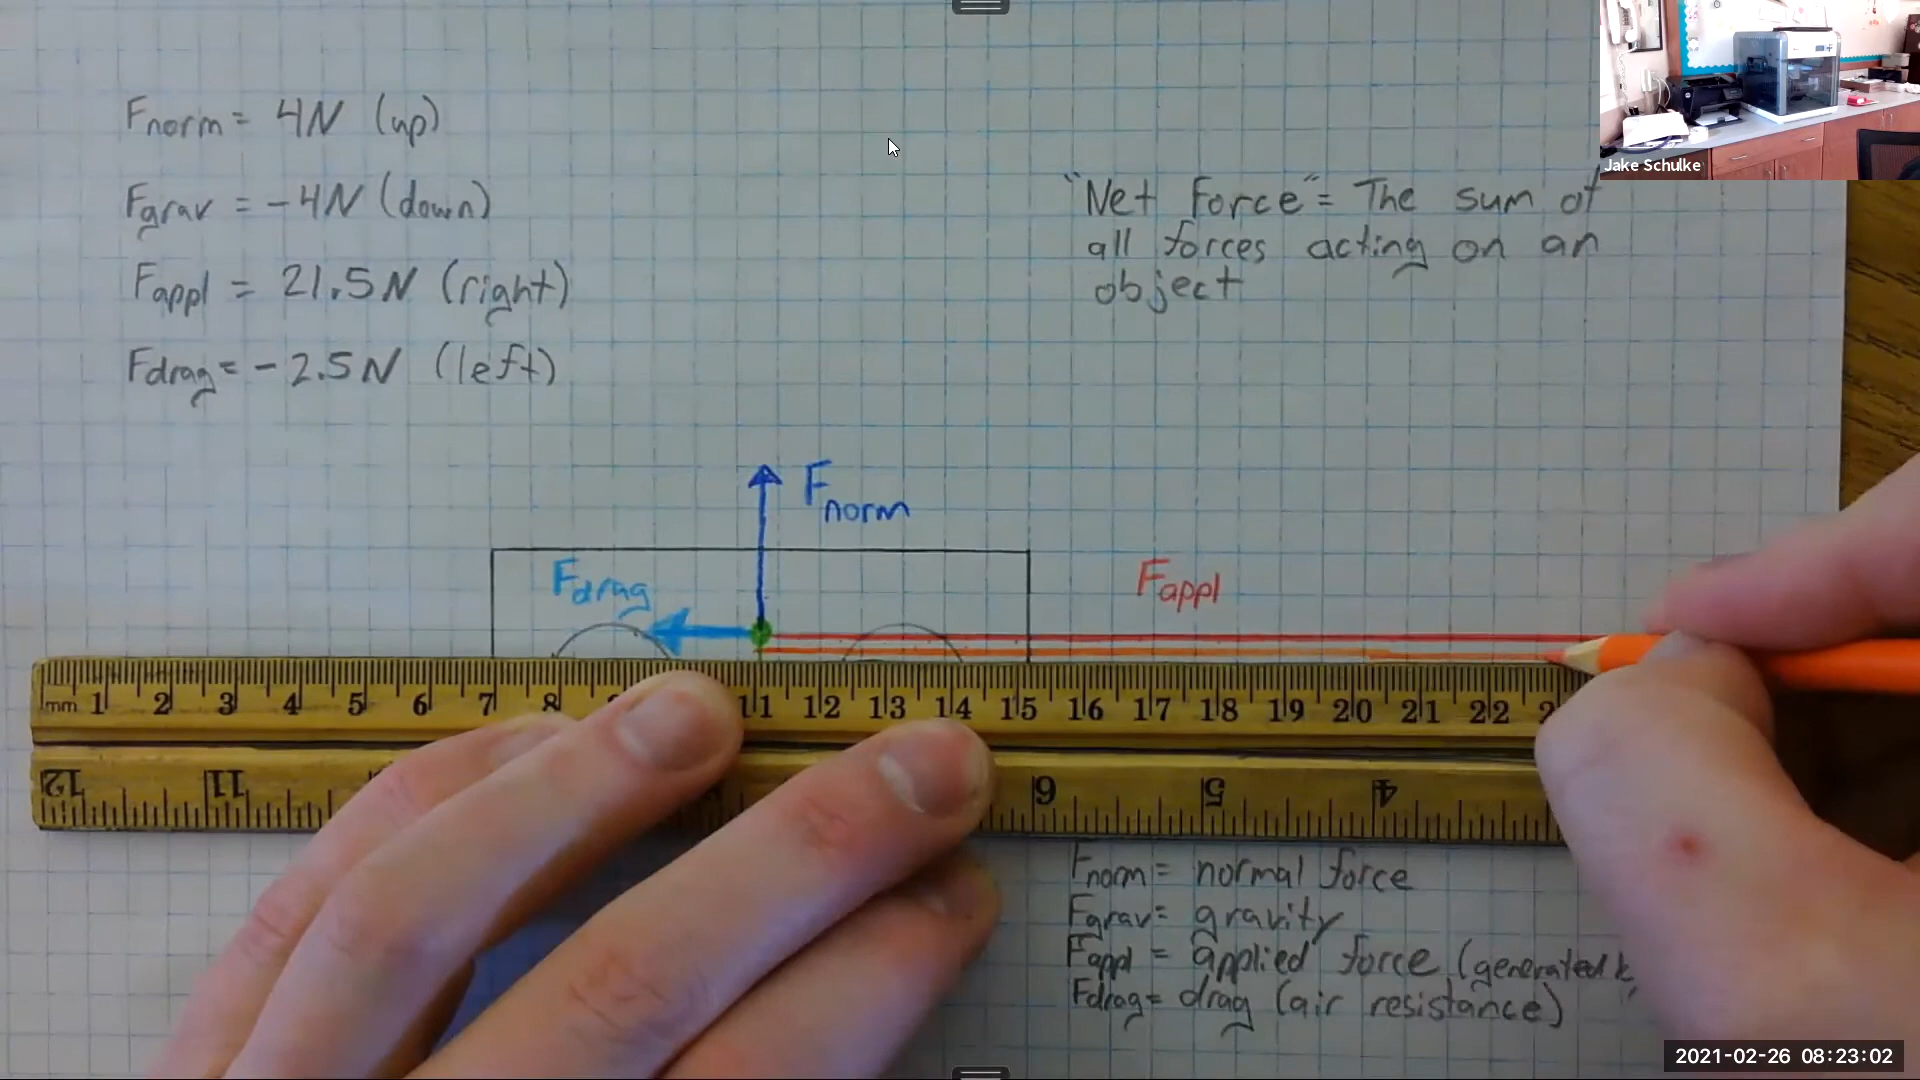 Fnorm = 4N (up)
Fgrav = -4N (down)
Fappl = 21.5N (right)
Fdrag = -2.5N (left)
"Net Force" = The sum of
all forces acting on an
object
Jake Schulke
Fnorm
Fdrag
Fappl
mm 1 2 3 4 5 6 7 8 11 12 13 14 15 16 17 18 19 20 21 22
12 11 6 5 4
Fnorm = normal force
Fgrav = gravity
Fappl = applied force (generated
Fdrag = drag (air resistance)
2021-02-26 08:23:02